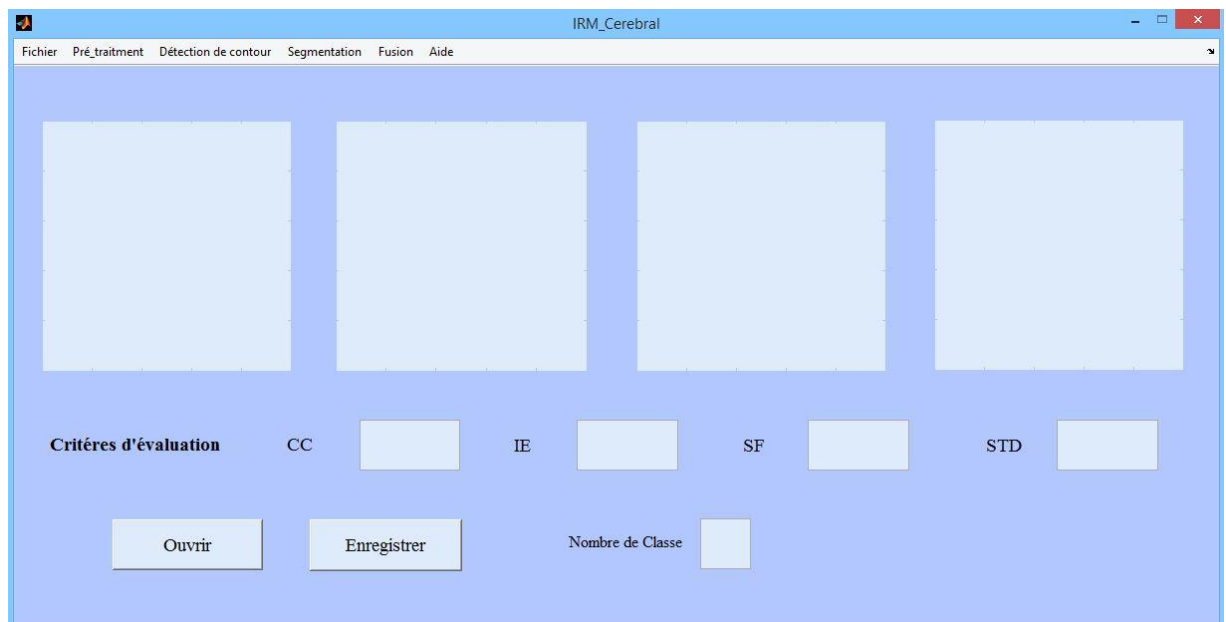 IRM_Cerebral
Fichier Pré_traitment Détection de contour Segmentation Fusion Aide
Critéres d'évaluation CC IE SF STD
Ouvrir Enregistrer Nombre de Classe